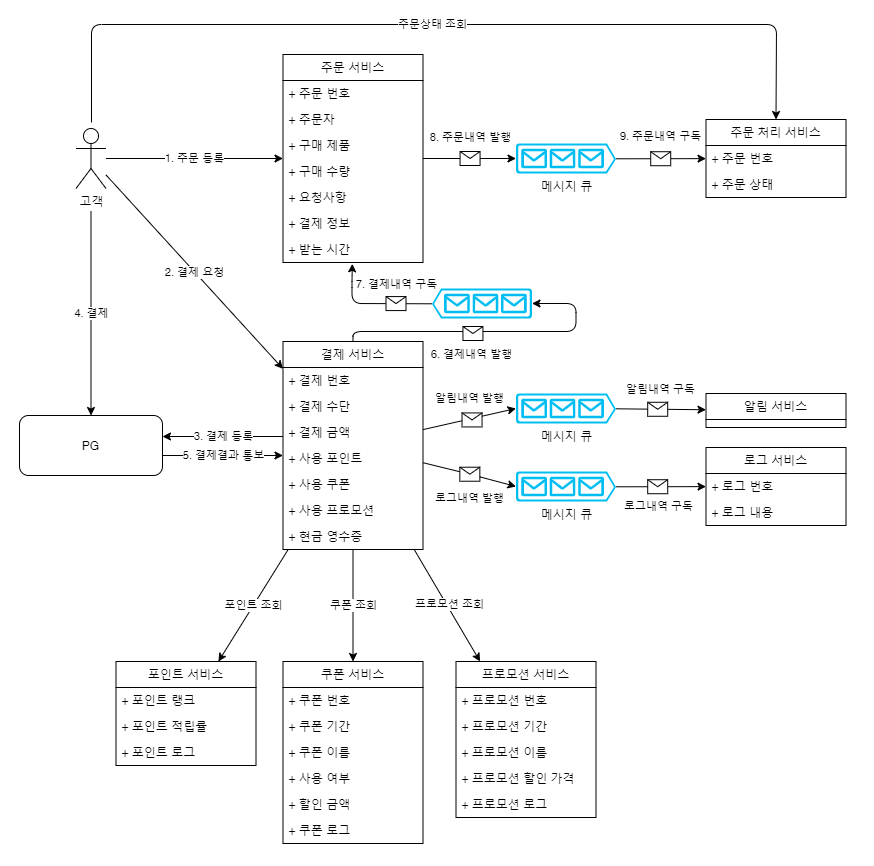 주문상태 조회
주문 서비스
+ 주문 번호
+ 주문자
+ 구매 제품
+ 구매 수량
+ 요청사항
+ 결제 정보
+ 받는 시간
고객
1. 주문 등록
8. 주문내역 발행
메시지 큐
9. 주문내역 구독
주문 처리 서비스
+ 주문 번호
+ 주문 상태
2. 결제 요청
4. 결제
7. 결제내역 구독
6. 결제내역 발행
결제 서비스
+ 결제 번호
+ 결제 수단
+ 결제 금액
+ 사용 포인트
+ 사용 쿠폰
+ 사용 프로모션
+ 현금 영수증
PG
3. 결제 등록
5. 결제결과 통보
알림내역 발행
메시지 큐
알림내역 구독
알림 서비스
로그내역 발행
메시지 큐
로그내역 구독
로그 서비스
+ 로그 번호
+ 로그 내용
포인트 조회
쿠폰 조회
프로모션 조회
포인트 서비스
+ 포인트 랭크
+ 포인트 적립률
+ 포인트 로그
쿠폰 서비스
+ 쿠폰 번호
+ 쿠폰 기간
+ 쿠폰 이름
+ 사용 여부
+ 할인 금액
+ 쿠폰 로그
프로모션 서비스
+ 프로모션 번호
+ 프로모션 기간
+ 프로모션 이름
+ 프로모션 할인 가격
+ 프로모션 로그